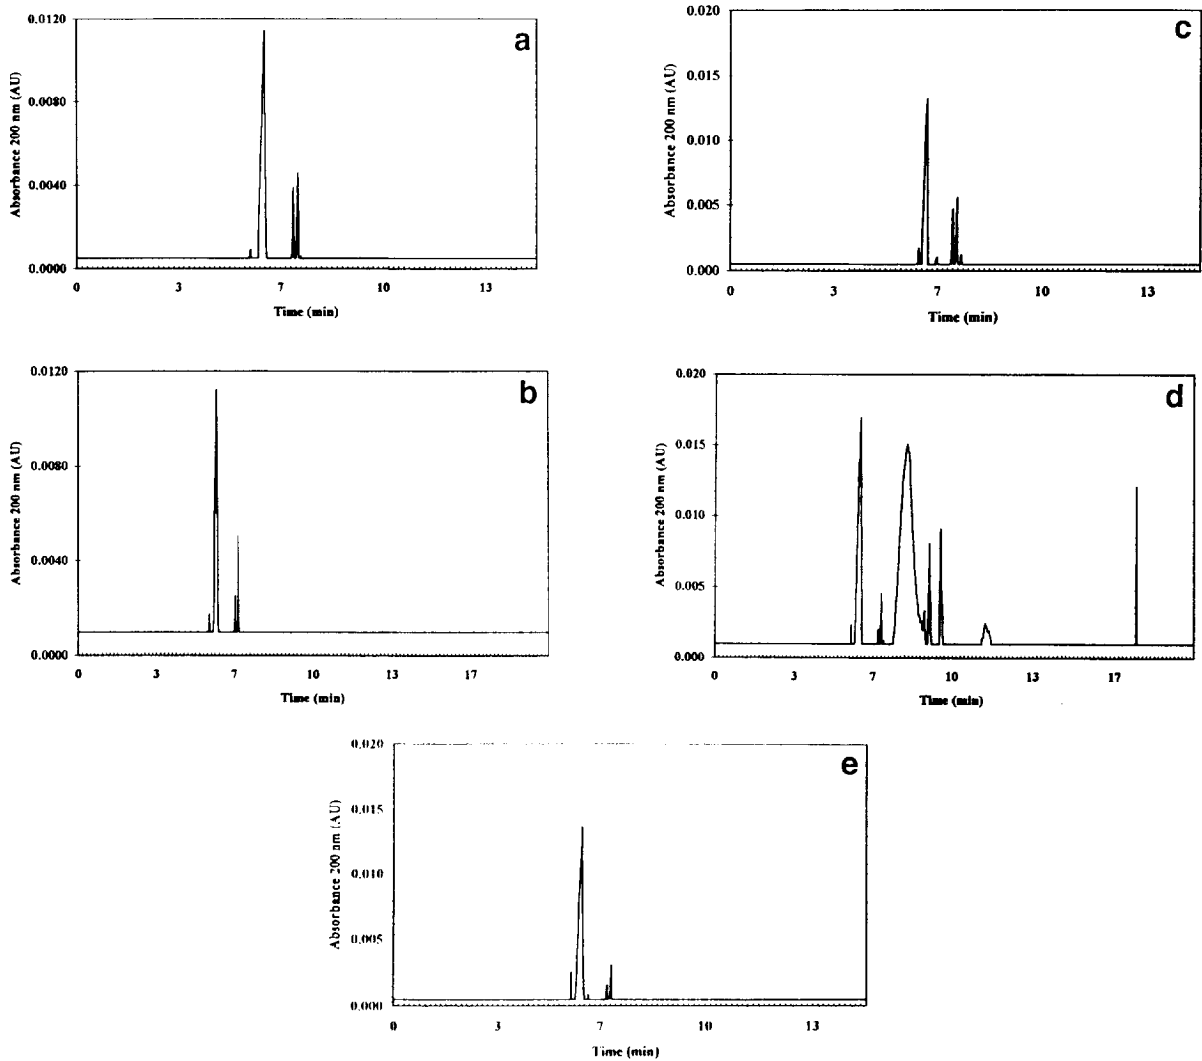 a
0.0120
0.0080
0.0040
0.0000
Absorbance 200 nm (AU)
0 3 7 10 13
Time (min)
c
0.020
0.015
0.010
0.005
0.000
Absorbance 200 nm (AU)
0 3 7 10 13
Time (min)
b
0.0120
0.0080
0.0040
0.0000
Absorbance 200 nm (AU)
0 3 7 10 13 17
Time (min)
d
0.020
0.015
0.010
0.005
0.000
Absorbance 200 nm (AU)
0 3 7 10 13 17
Time (min)
e
0.020
0.015
0.010
0.005
0.000
Absorbance 200 nm (AU)
0 3 7 10 13
Time (min)